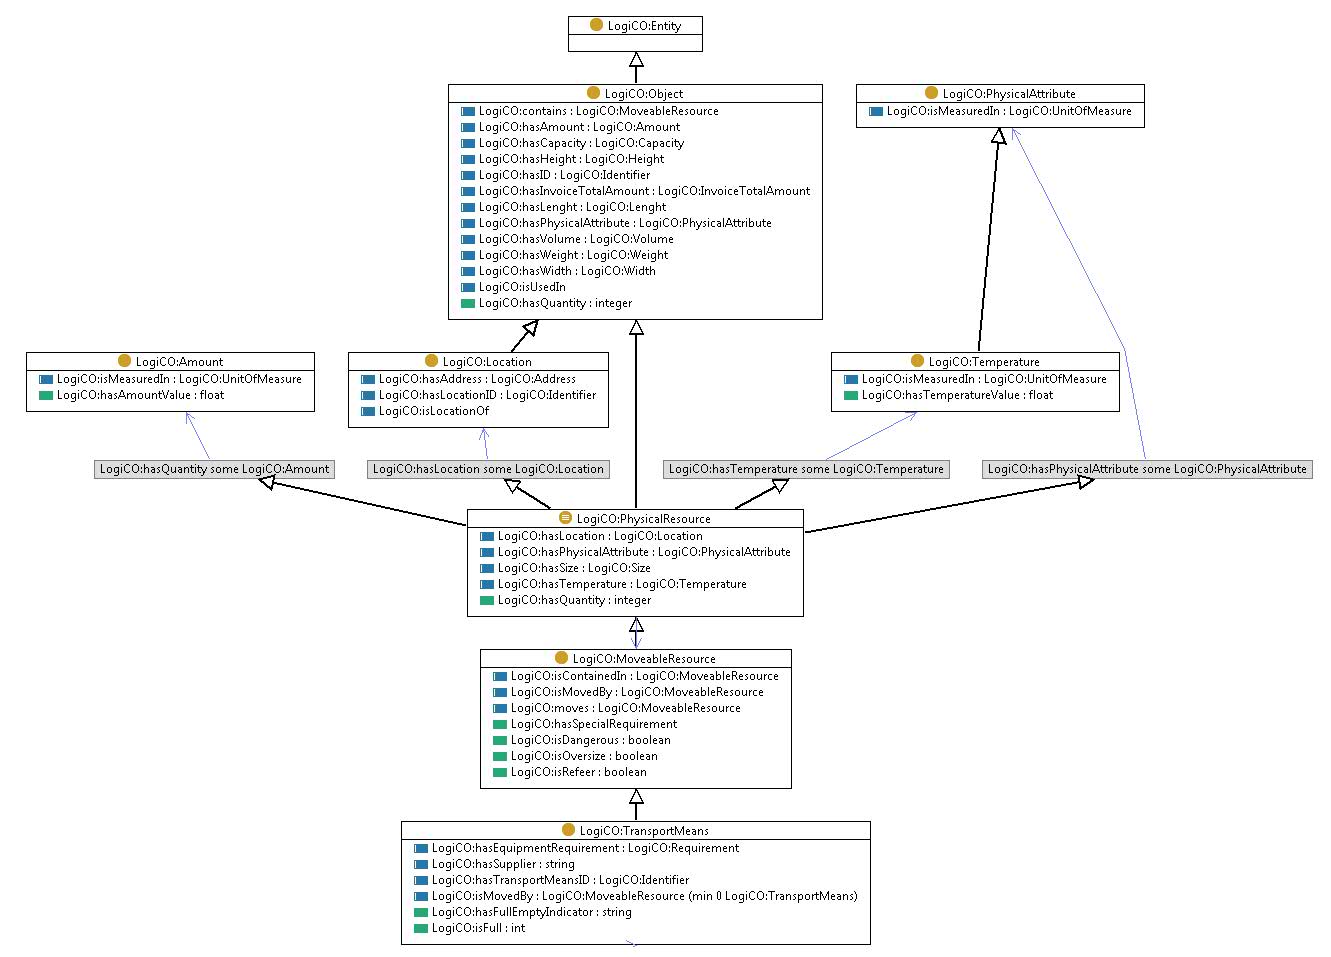 LogiCO:Entity
LogiCO:Object
LogiCO:contains : LogiCO:MoveableResource
LogiCO:hasAmount : LogiCO:Amount
LogiCO:hasCapacity : LogiCO:Capacity
LogiCO:hasHeight : LogiCO:Height
LogiCO:hasID : LogiCO:Identifier
LogiCO:hasInvoiceTotalAmount : LogiCO:InvoiceTotalAmount
LogiCO:hasLenght : LogiCO:Lenght
LogiCO:hasPhysicalAttribute : LogiCO:PhysicalAttribute
LogiCO:hasVolume : LogiCO:Volume
LogiCO:hasWeight : LogiCO:Weight
LogiCO:hasWidth : LogiCO:Width
LogiCO:isUsedIn
LogiCO:hasQuantity : integer
LogiCO:PhysicalAttribute
LogiCO:isMeasuredIn : LogiCO:UnitOfMeasure
LogiCO:Amount
LogiCO:isMeasuredIn : LogiCO:UnitOfMeasure
LogiCO:hasAmountValue : float
LogiCO:Location
LogiCO:hasAddress : LogiCO:Address
LogiCO:hasLocationID : LogiCO:Identifier
LogiCO:isLocationOf
LogiCO:Temperature
LogiCO:isMeasuredIn : LogiCO:UnitOfMeasure
LogiCO:hasTemperatureValue : float
LogiCO:hasQuantity some LogiCO:Amount
LogiCO:hasLocation some LogiCO:Location
LogiCO:hasTemperature some LogiCO:Temperature
LogiCO:hasPhysicalAttribute some LogiCO:PhysicalAttribute
LogiCO:PhysicalResource
LogiCO:hasLocation : LogiCO:Location
LogiCO:hasPhysicalAttribute : LogiCO:PhysicalAttribute
LogiCO:hasSize : LogiCO:Size
LogiCO:hasTemperature : LogiCO:Temperature
LogiCO:hasQuantity : integer
LogiCO:MoveableResource
LogiCO:isContainedIn : LogiCO:MoveableResource
LogiCO:isMovedBy : LogiCO:MoveableResource
LogiCO:moves : LogiCO:MoveableResource
LogiCO:hasSpecialRequirement
LogiCO:isDangerous : boolean
LogiCO:isOversize : boolean
LogiCO:isRefeer : boolean
LogiCO:TransportMeans
LogiCO:hasEquipmentRequirement : LogiCO:Requirement
LogiCO:hasSupplier : string
LogiCO:hasTransportMeansID : LogiCO:Identifier
LogiCO:isMovedBy : LogiCO:MoveableResource (min 0 LogiCO:TransportMeans)
LogiCO:hasFullEmptyIndicator : string
LogiCO:isFull : int